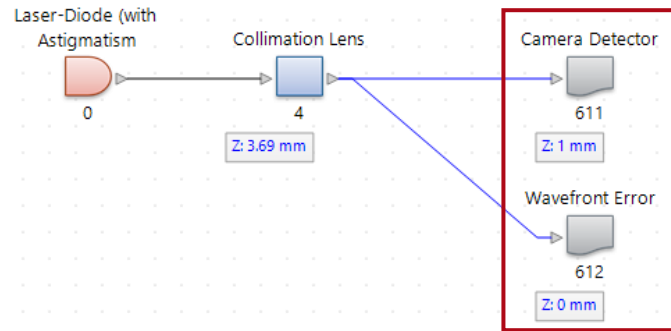 Laser-Diode (with
Astigmatism
0
Collimation Lens
4
Z: 3.69 mm
Camera Detector
611
Z: 1 mm
Wavefront Error
612
Z: 0 mm